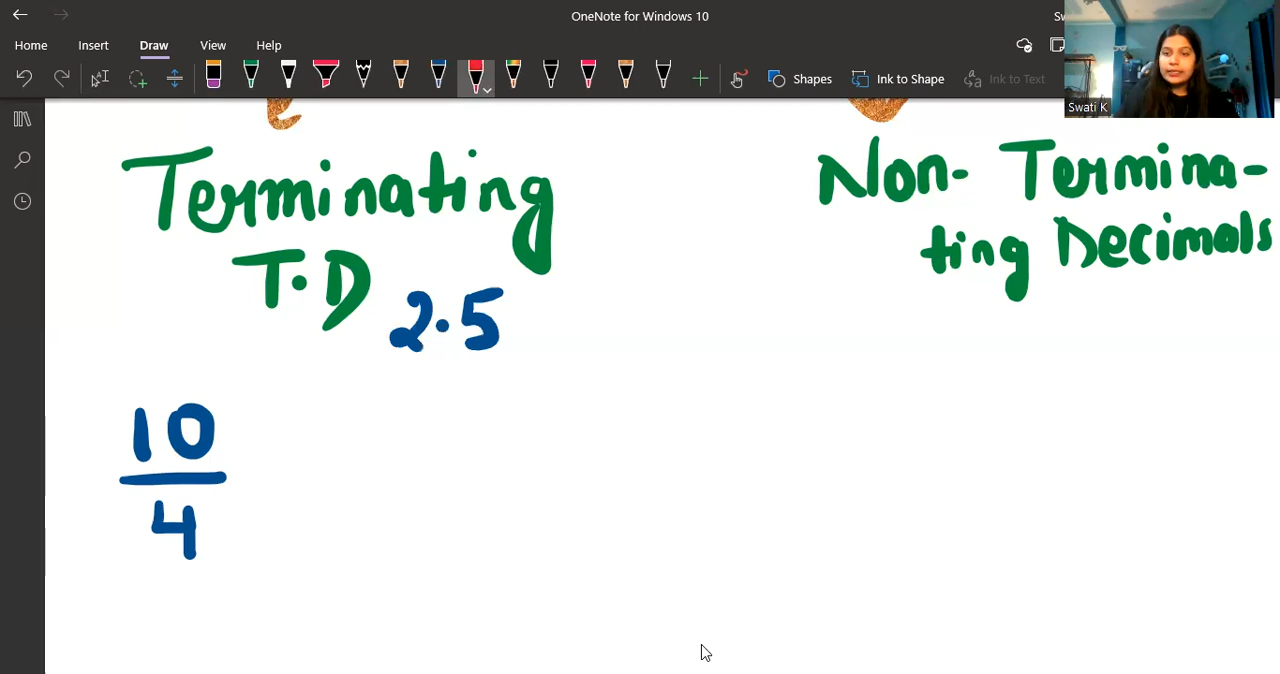 OneNote for Windows 10
Sw
Home Insert Draw View Help
Shapes Ink to Shape Ink to Text
Swati K
Terminating
T.D
2.5
Non- Termina-
ting Decimals
10
4